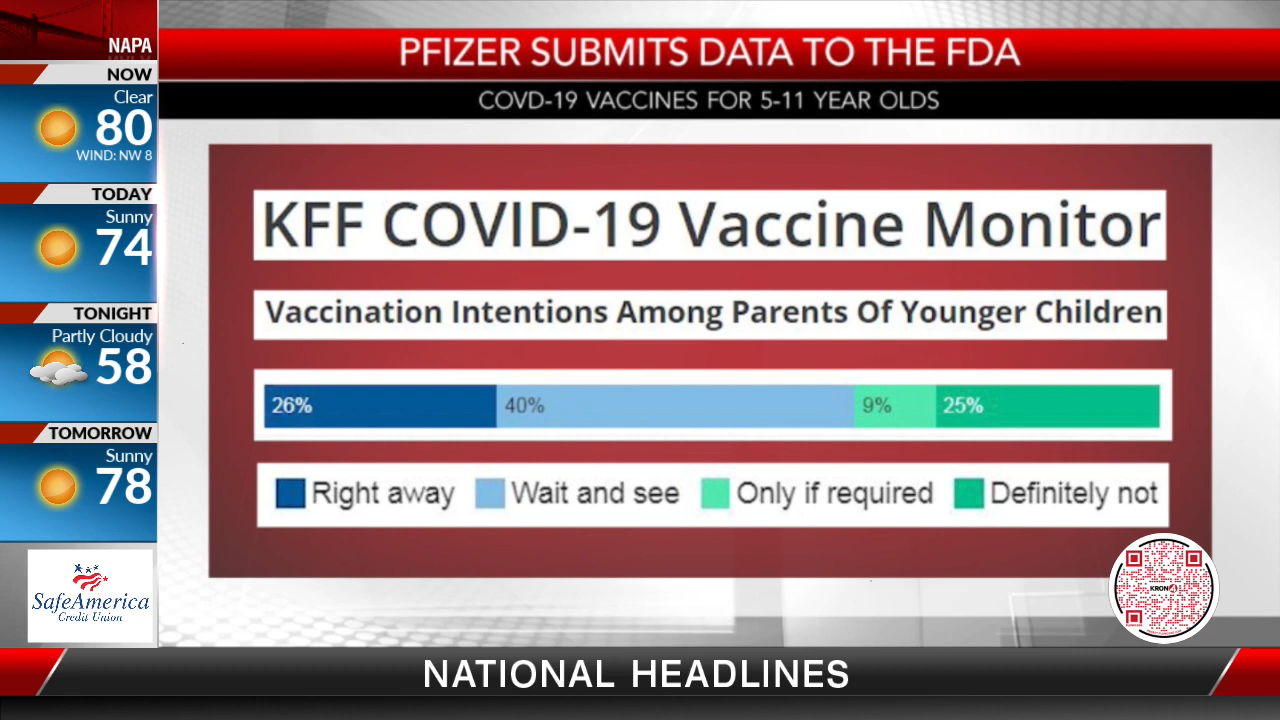 NAPA
NOW
Clear
80
WIND: NW 8
TODAY
Sunny
74
TONIGHT
Partly Cloudy
58
TOMORROW
Sunny
78
SafeAmerica
Credit Union
PFIZER SUBMITS DATA TO THE FDA
COVD-19 VACCINES FOR 5-11 YEAR OLDS
KFF COVID-19 Vaccine Monitor
Vaccination Intentions Among Parents Of Younger Children
26% 40% 9% 25%
Right away Wait and see Only if required Definitely not
KRON4
NATIONAL HEADLINES